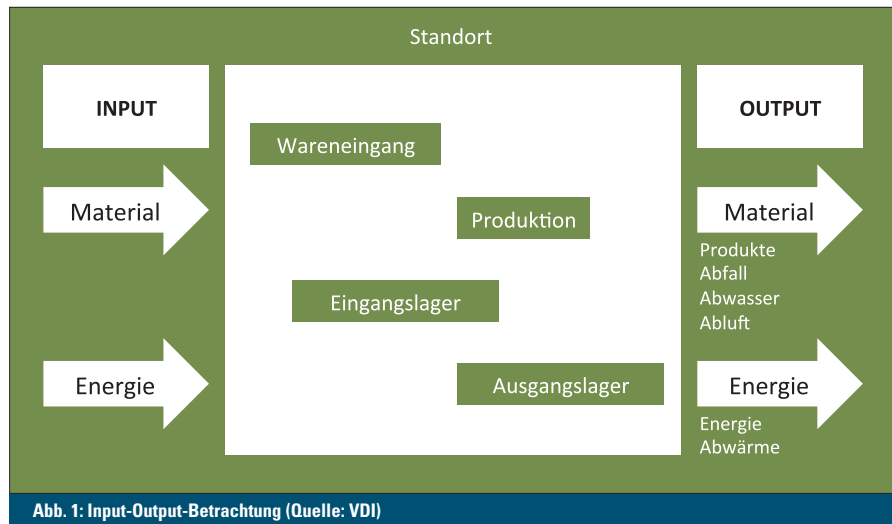 Standort
INPUT
OUTPUT
Wareneingang
Material
Produktion
Material
Produkte
Abfall
Abwasser
Abluft
Eingangslager
Energie
Ausgangslager
Energie
Energie
Abwärme
Abb. 1: Input-Output-Betrachtung (Quelle: VDI)